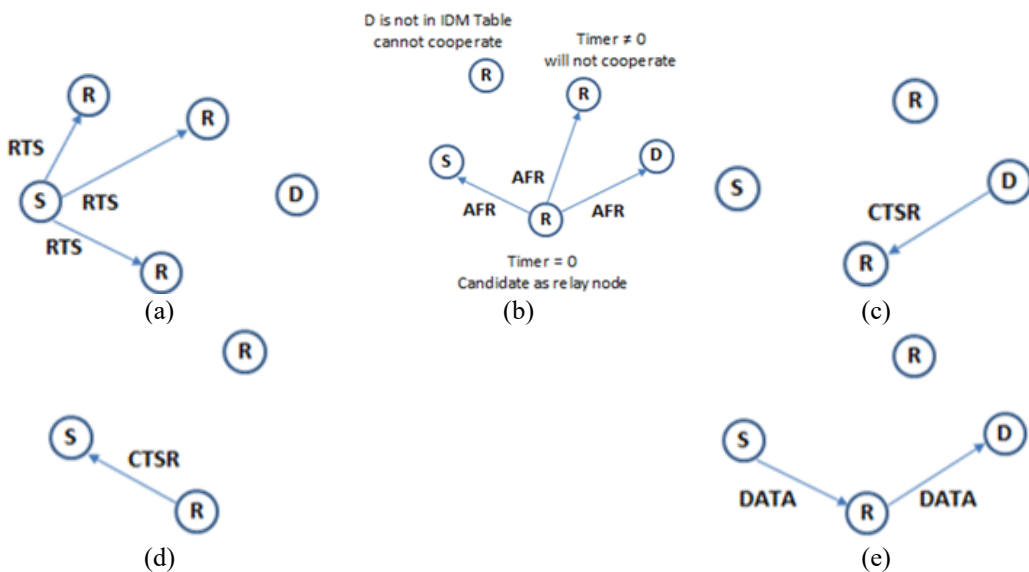 R
R
RTS
S
RTS
D
RTS
R
(a)
D is not in IDM Table
cannot cooperate
R
Timer ≠ 0
will not cooperate
R
S
D
AFR
AFR
AFR
R
Timer = 0
Candidate as relay node
(b)
R
S
D
CTSR
R
(c)
R
S
CTSR
R
(d)
R
S
D
DATA
DATA
R
(e)